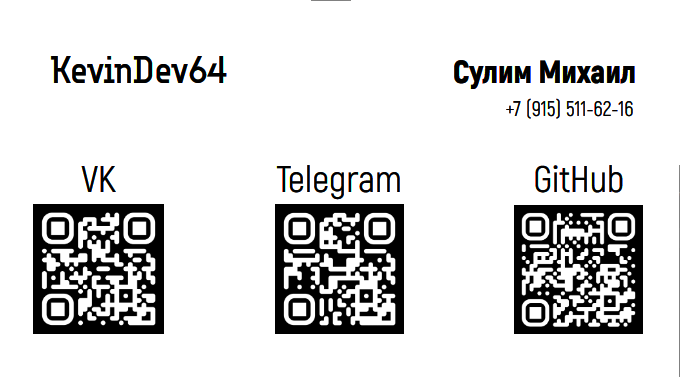 KevinDev64
Сулим Михаил
+7 (915) 511-62-16
VK
Telegram
GitHub